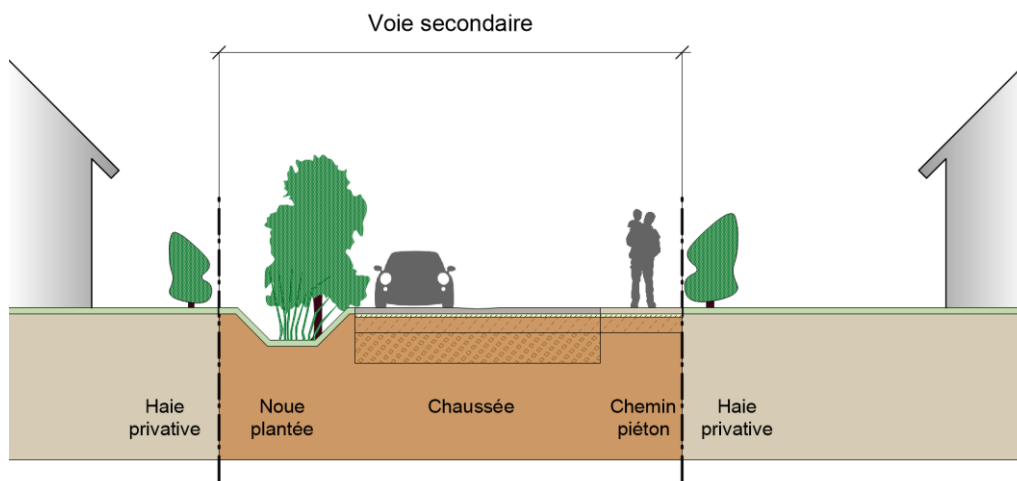 Voie secondaire
Haie
privative
Noue
plantée
Chaussée
Chemin
piéton
Haie
privative